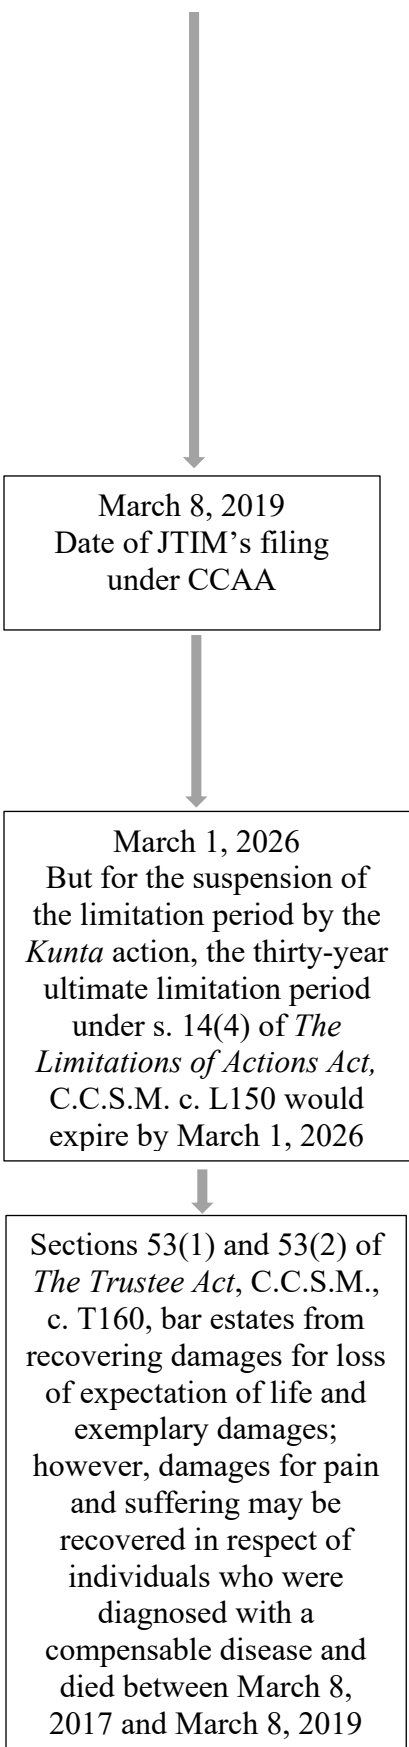 March 8, 2019
Date of JTIM’s filing
under CCAA
March 1, 2026
But for the suspension of
the limitation period by the
Kunta action, the thirty-year
ultimate limitation period
under s. 14(4) of The
Limitations of Actions Act,
C.C.S.M. c. L150 would
expire by March 1, 2026
Sections 53(1) and 53(2) of
The Trustee Act, C.C.S.M.,
c. T160, bar estates from
recovering damages for loss
of expectation of life and
exemplary damages;
however, damages for pain
and suffering may be
recovered in respect of
individuals who were
diagnosed with a
compensable disease and
died between March 8,
2017 and March 8, 2019